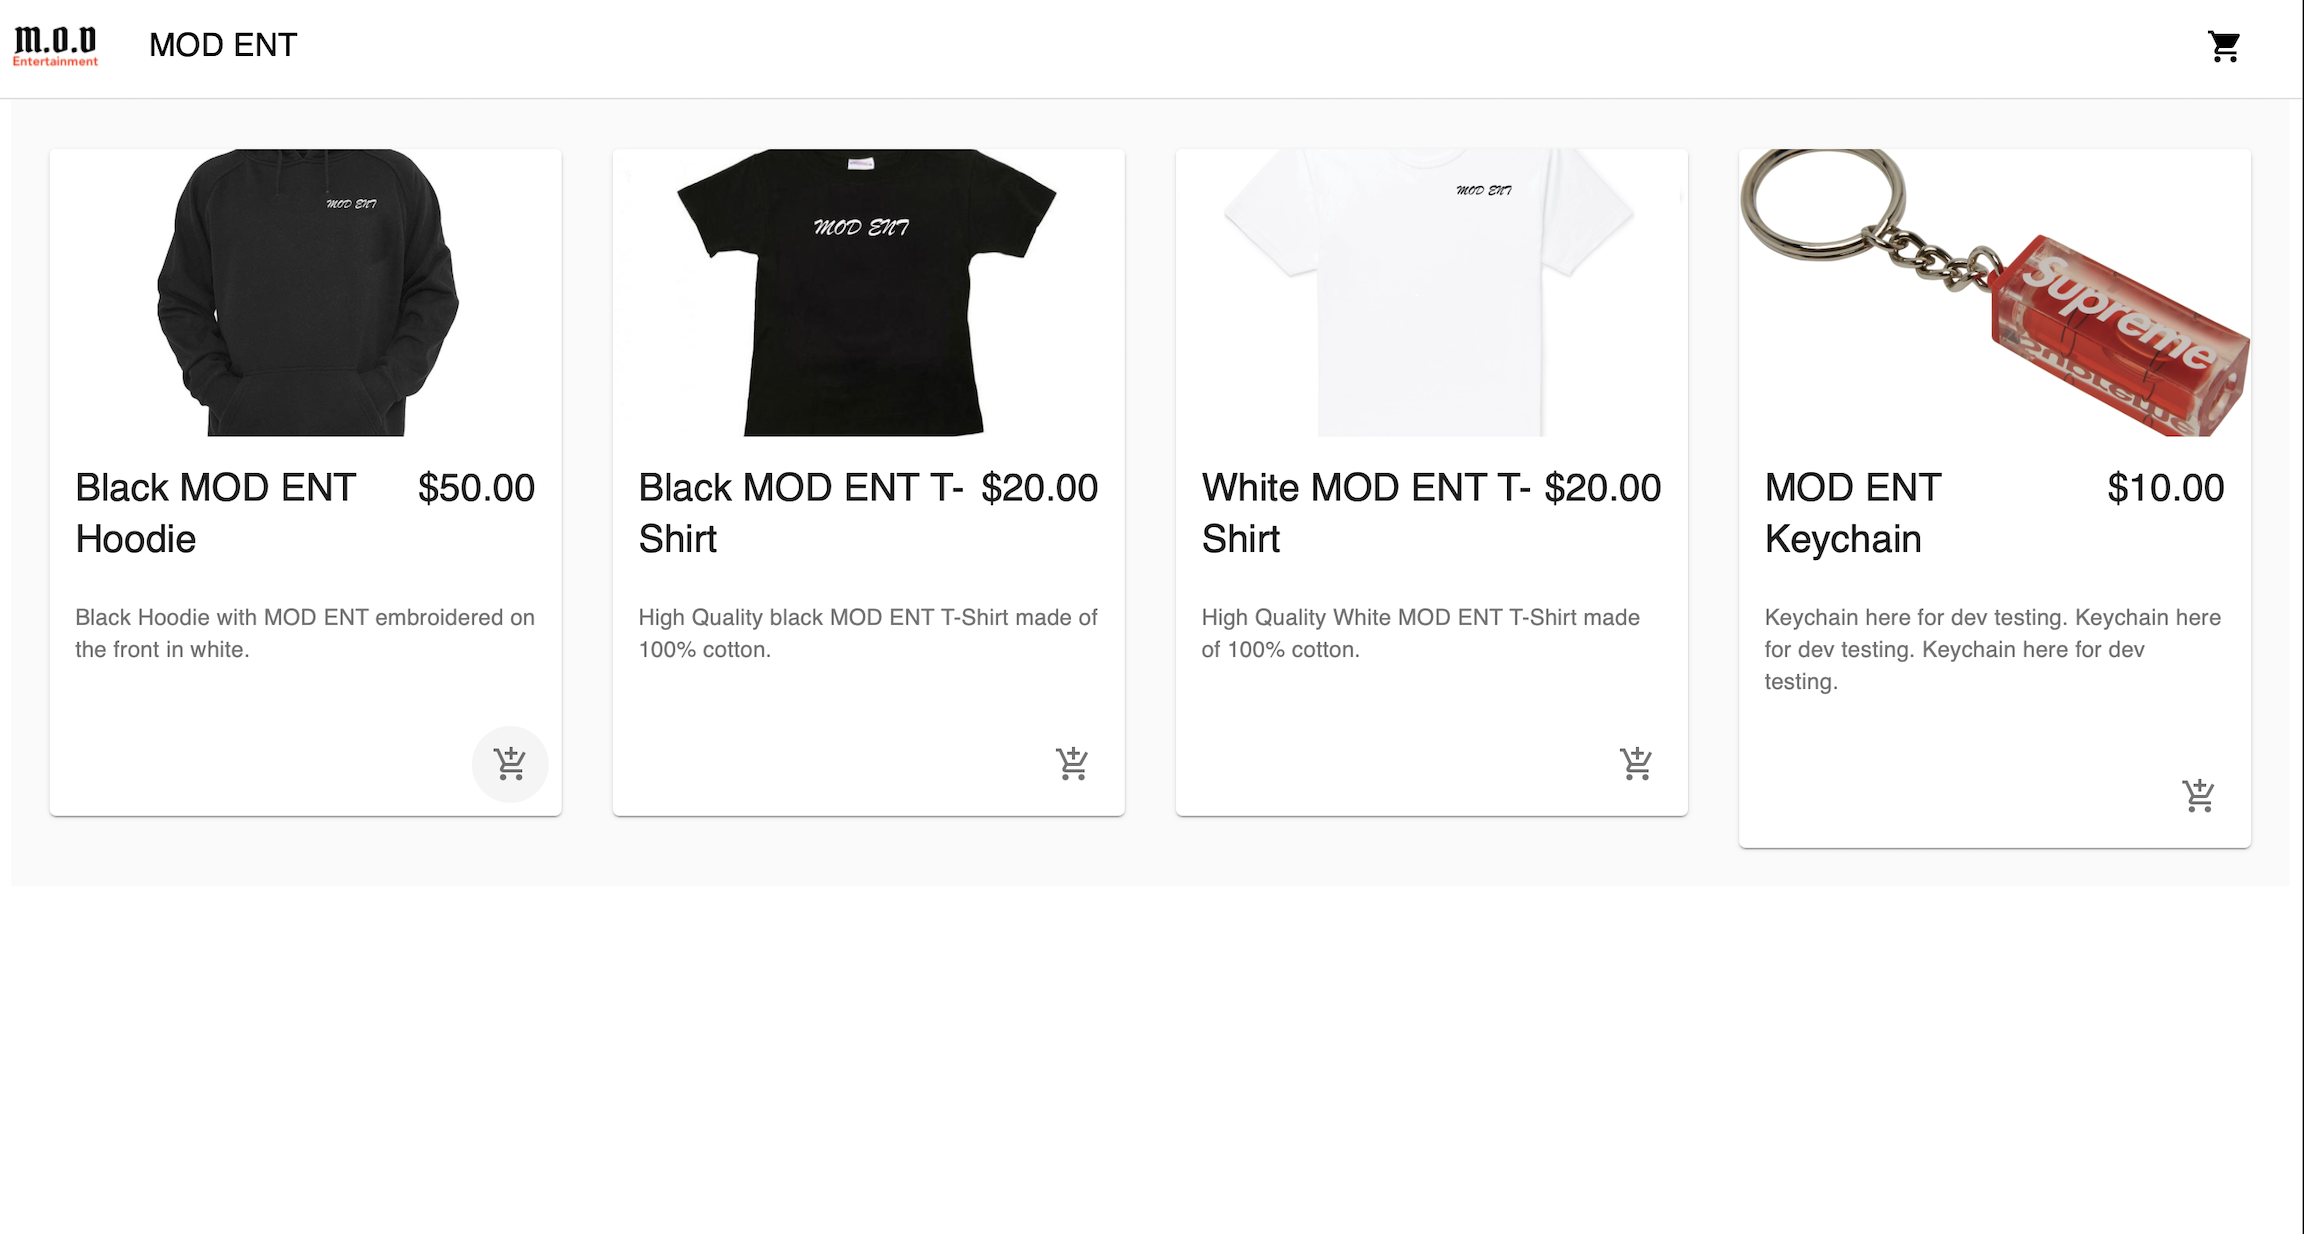 M.O.D
Entertainment
MOD ENT
MOD ENT
MOD ENT
MOD ENT
Supreme
Black MOD ENT
Hoodie
$50.00
Black MOD ENT T-
Shirt
$20.00
White MOD ENT T-
Shirt
$20.00
MOD ENT
Keychain
$10.00
Black Hoodie with MOD ENT embroidered on
the front in white.
High Quality black MOD ENT T-Shirt made of
100% cotton.
High Quality White MOD ENT T-Shirt made
of 100% cotton.
Keychain here for dev testing. Keychain here
for dev testing. Keychain here for dev
testing.